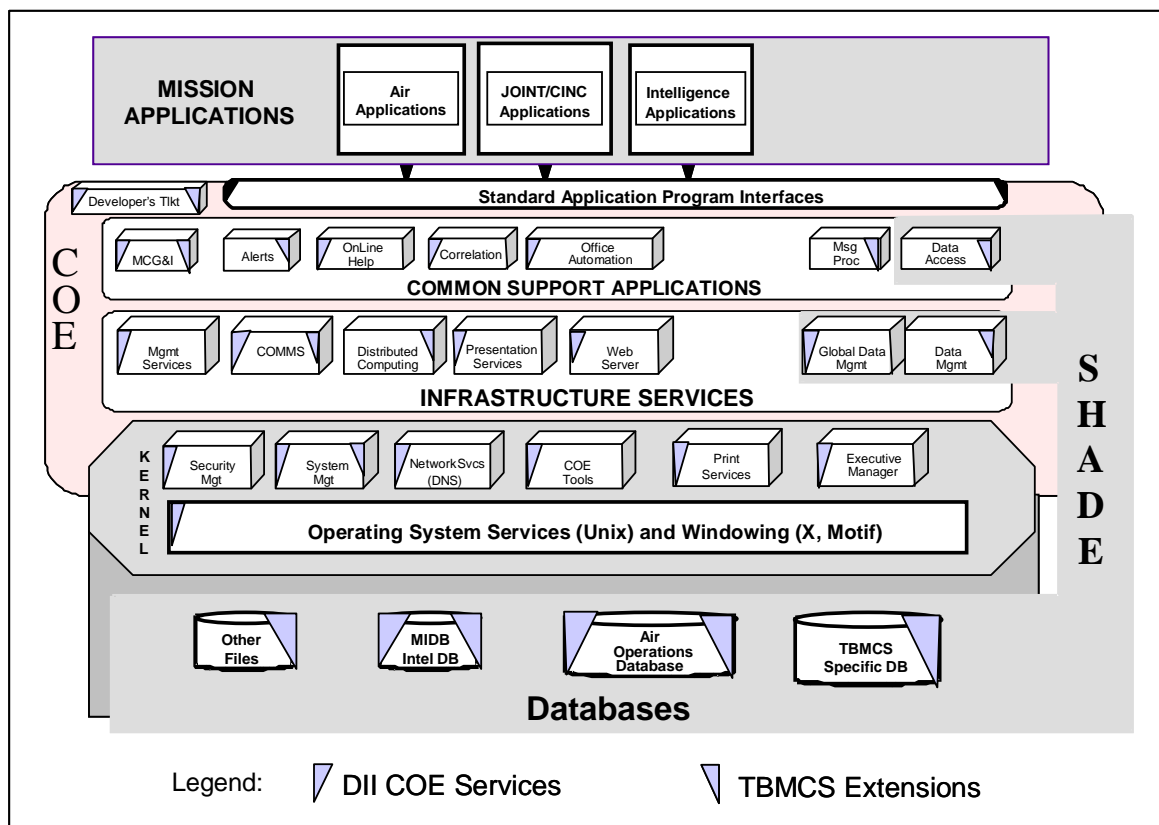 MISSION
APPLICATIONS
Air
Applications
JOINT/CINC
Applications
Intelligence
Applications
Developer's Tlkt
Standard Application Program Interfaces
COE
MCG&I
Alerts
OnLine
Help
Correlation
Office
Automation
Msg
Proc
Data
Access
COMMON SUPPORT APPLICATIONS
Mgmt
Services
COMMS
Distributed
Computing
Presentation
Services
Web
Server
Global Data
Mgmt
Data
Mgmt
INFRASTRUCTURE SERVICES
SHADE
KERNEL
Security
Mgt
System
Mgt
NetworkSvcs
(DNS)
COE
Tools
Print
Services
Executive
Manager
Operating System Services (Unix) and Windowing (X, Motif)
Other
Files
MIDB
Intel DB
Air
Operations
Database
TBMCS
Specific DB
Databases
Legend:
DII COE Services
TBMCS Extensions